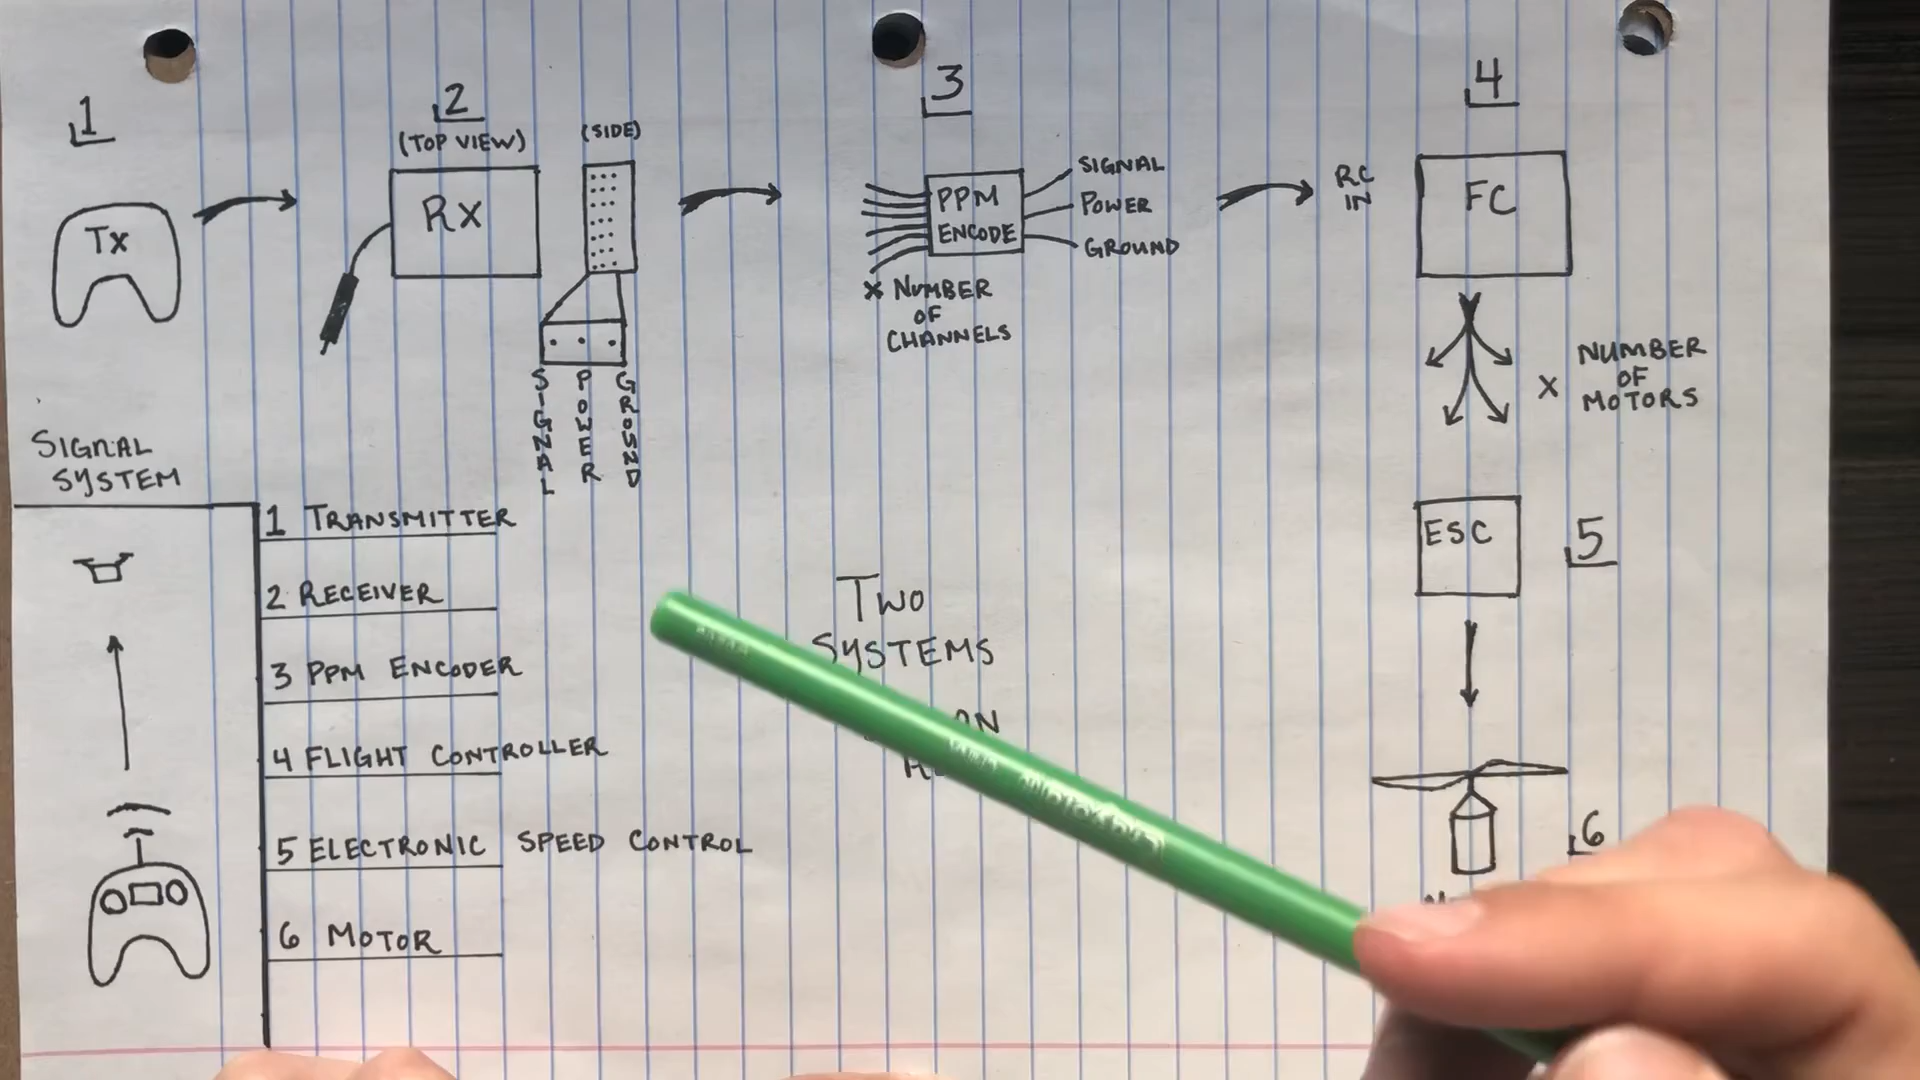 1
Tx
2
(TOP VIEW)
Rx
(SIDE)
SIGNAL
POWER
GROUND
3
PPM
ENCODE
SIGNAL
POWER
GROUND
X NUMBER
OF
CHANNELS
4
RC
IN
FC
X NUMBER
OF
MOTORS
ESC
5
6
SIGNAL
SYSTEM
1 TRANSMITTER
2 RECEIVER
3 PPM ENCODER
4 FLIGHT CONTROLLER
5 ELECTRONIC SPEED CONTROL
6 MOTOR
TWO
SYSTEMS